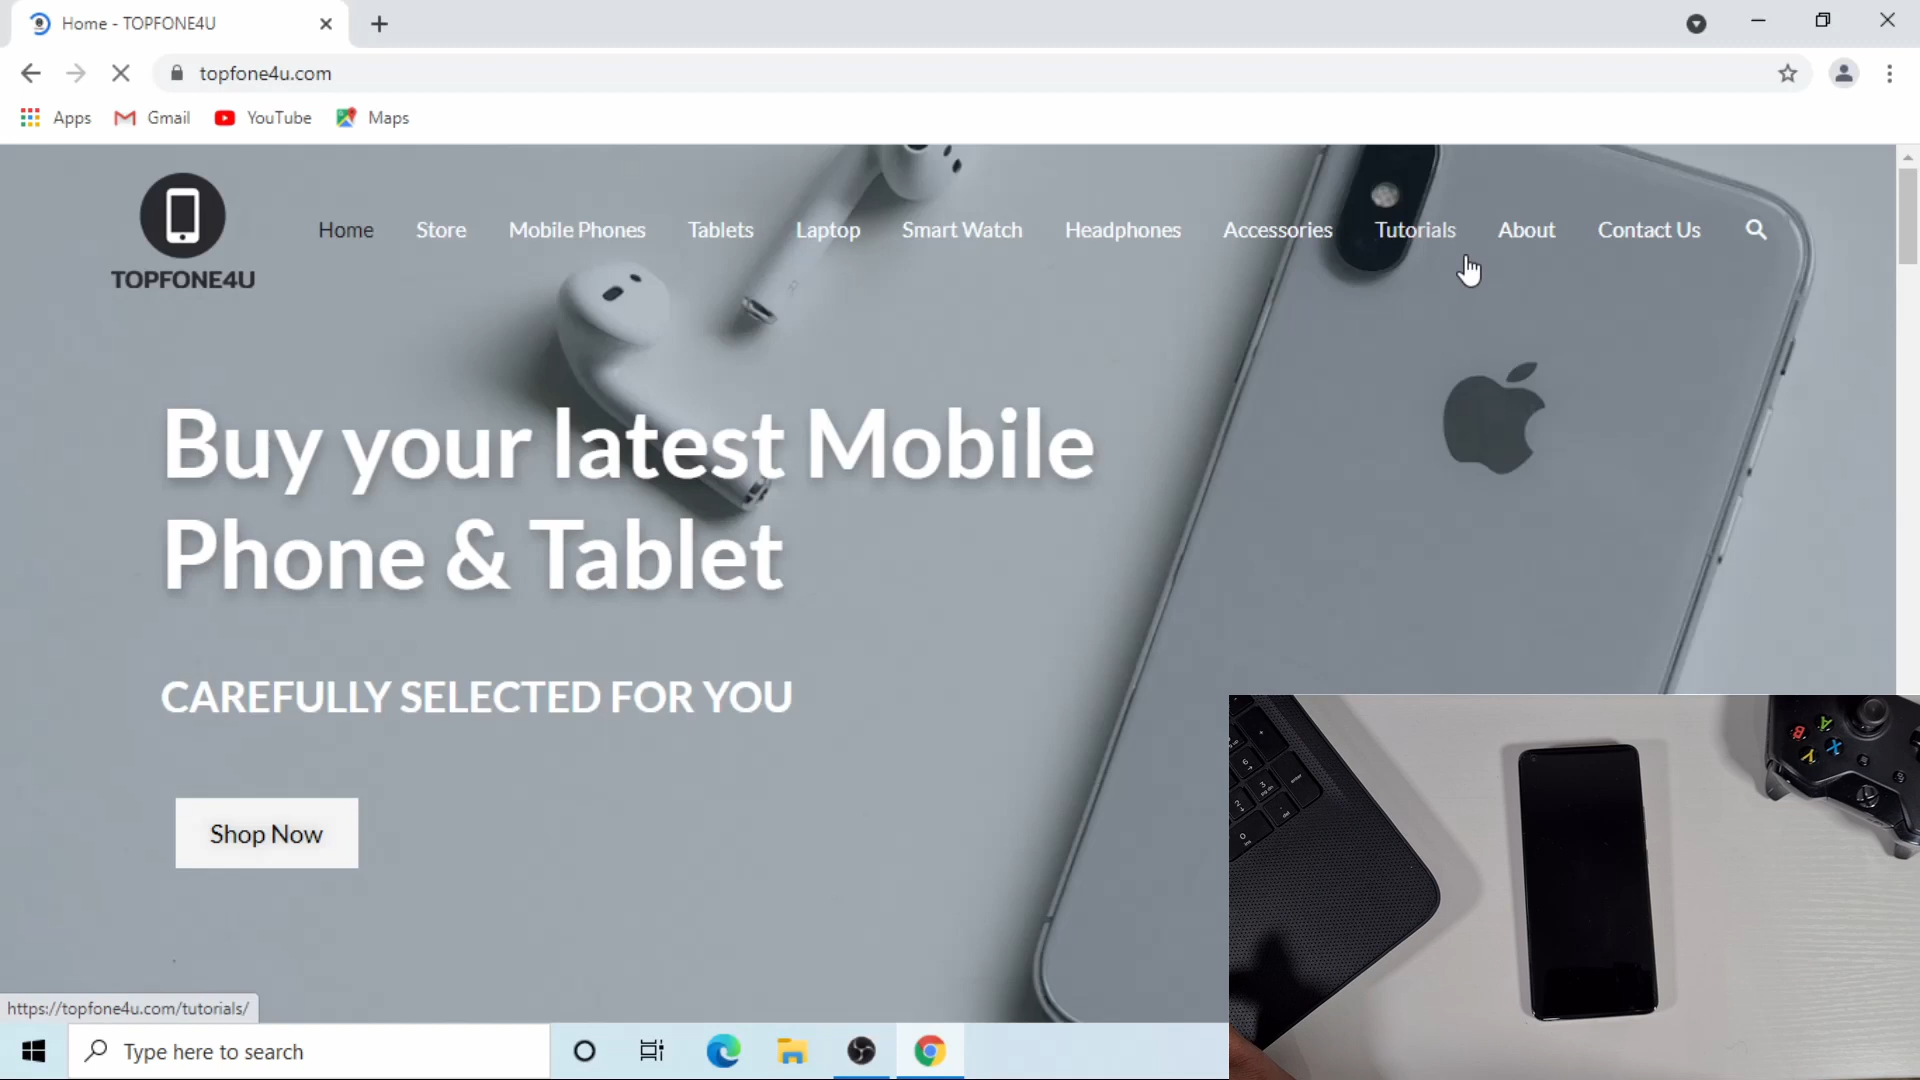 Home - TOPFONE4U
topfone4u.com
Apps Gmail YouTube Maps
TOPFONE4U
Home Store Mobile Phones Tablets Laptop Smart Watch Headphones Accessories Tutorials About Contact Us
Buy your latest Mobile
Phone & Tablet
CAREFULLY SELECTED FOR YOU
Shop Now
https://topfone4u.com/tutorials/
Type here to search
B A Y X